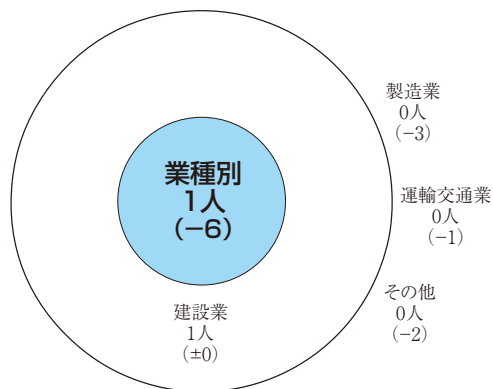 業種別
1人
(−6)
製造業
0人
(−3)
運輸交通業
0人
(−1)
その他
0人
(−2)
建設業
1人
(±0)